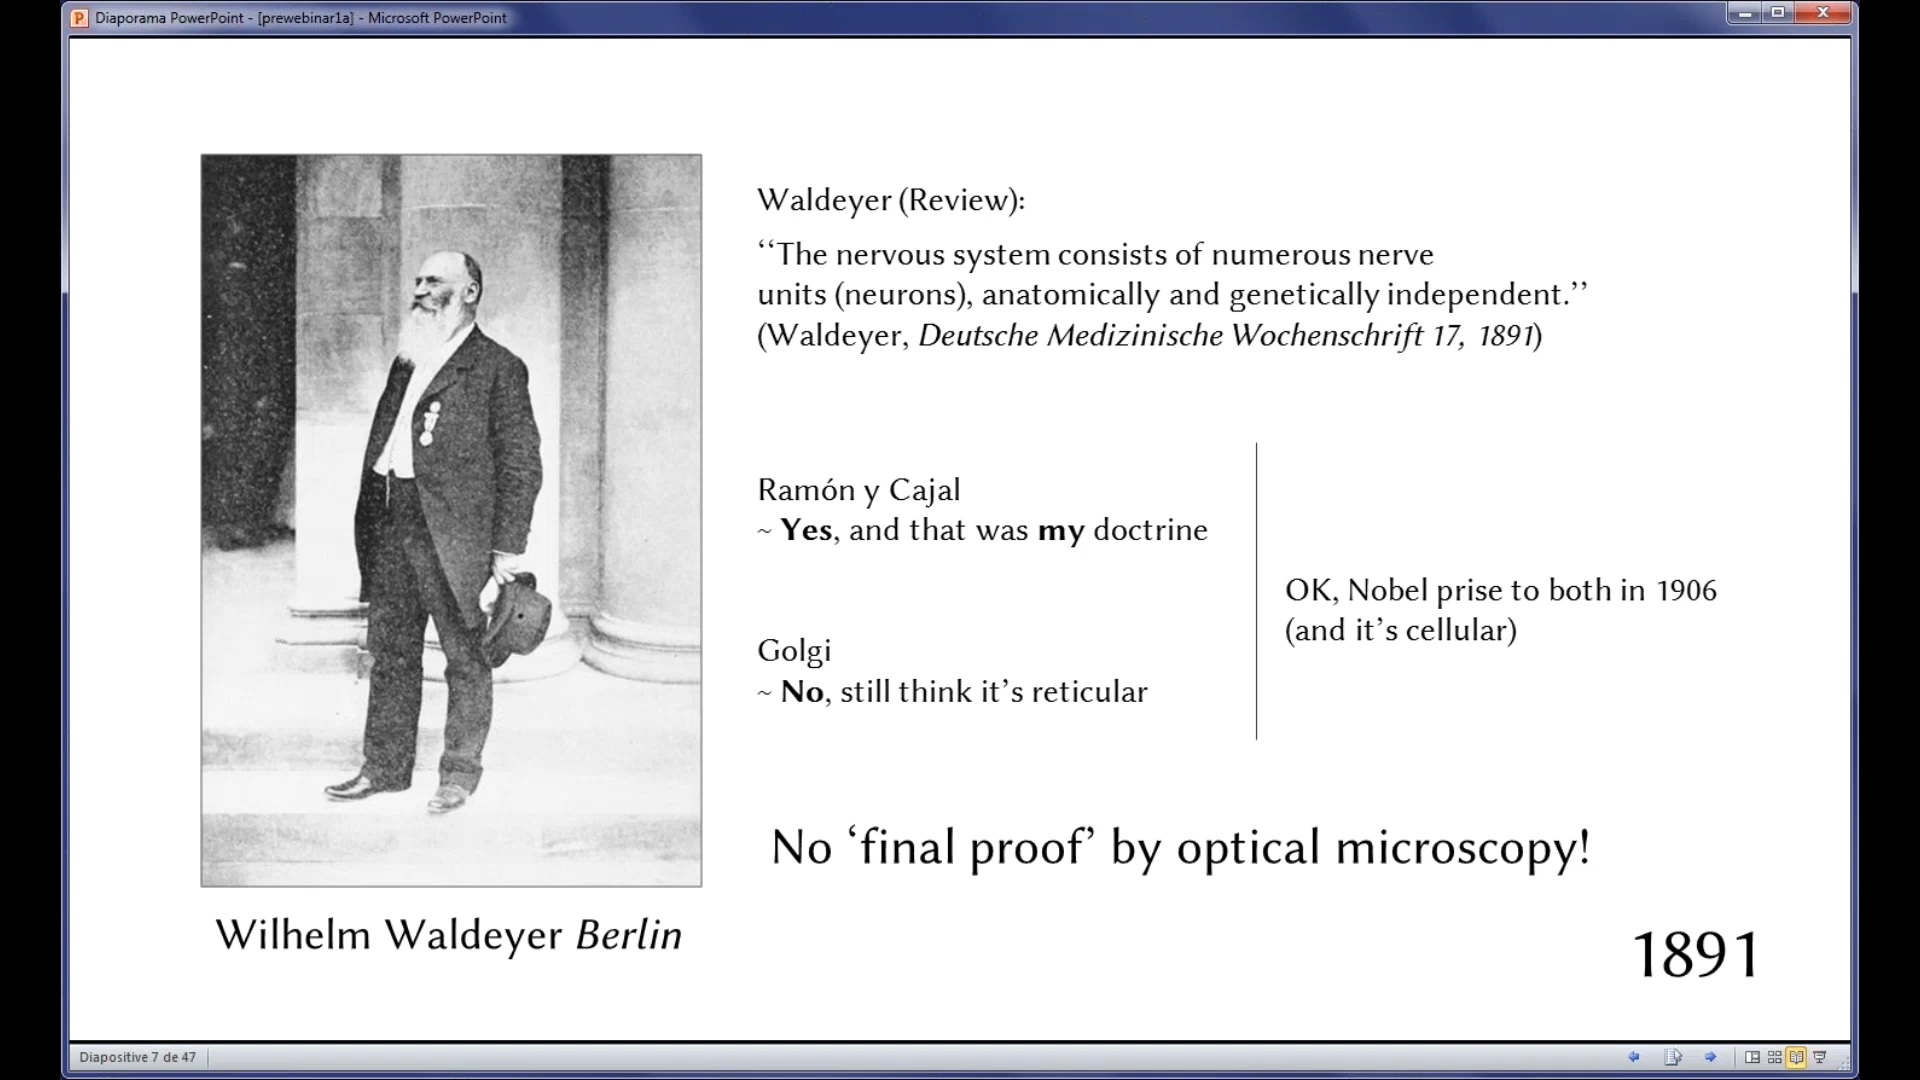 Diaporama PowerPoint - [prewebinar1a] - Microsoft PowerPoint
Waldeyer (Review):
‘‘The nervous system consists of numerous nerve
units (neurons), anatomically and genetically independent.’’
(Waldeyer, Deutsche Medizinische Wochenschrift 17, 1891)
Ramón y Cajal
~ Yes, and that was my doctrine
Golgi
~ No, still think it’s reticular
OK, Nobel prise to both in 1906
(and it’s cellular)
No ‘final proof’ by optical microscopy!
Wilhelm Waldeyer Berlin
1891
Diapositive 7 de 47